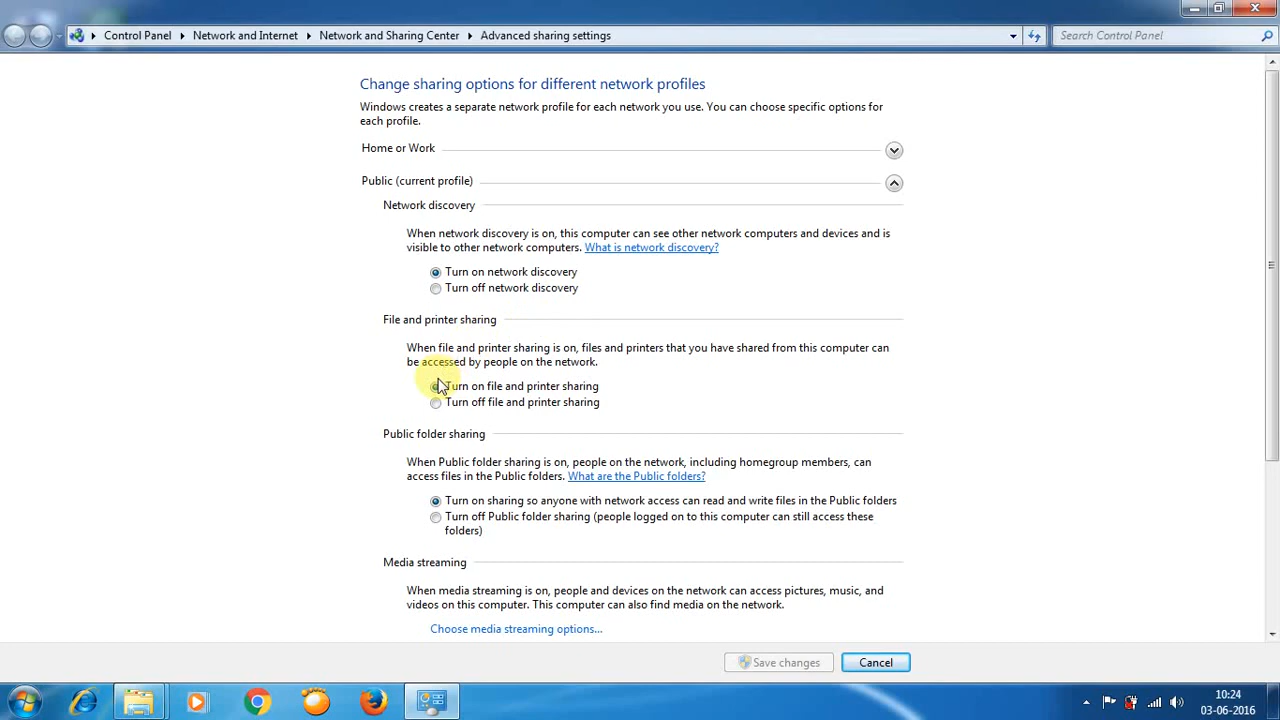 Control Panel
Network and Internet
Network and Sharing Center
Advanced sharing settings
Search Control Panel
Change sharing options for different network profiles
Windows creates a separate network profile for each network you use. You can choose specific options for
each profile.
Home or Work
Public (current profile)
Network discovery
When network discovery is on, this computer can see other network computers and devices and is
visible to other network computers. What is network discovery?
Turn on network discovery
Turn off network discovery
File and printer sharing
When file and printer sharing is on, files and printers that you have shared from this computer can
be accessed by people on the network.
Turn on file and printer sharing
Turn off file and printer sharing
Public folder sharing
When Public folder sharing is on, people on the network, including homegroup members, can
access files in the Public folders. What are the Public folders?
Turn on sharing so anyone with network access can read and write files in the Public folders
Turn off Public folder sharing (people logged on to this computer can still access these
folders)
Media streaming
When media streaming is on, people and devices on the network can access pictures, music, and
videos on this computer. This computer can also find media on the network.
Choose media streaming options...
Save changes
Cancel
10:24
03-06-2016